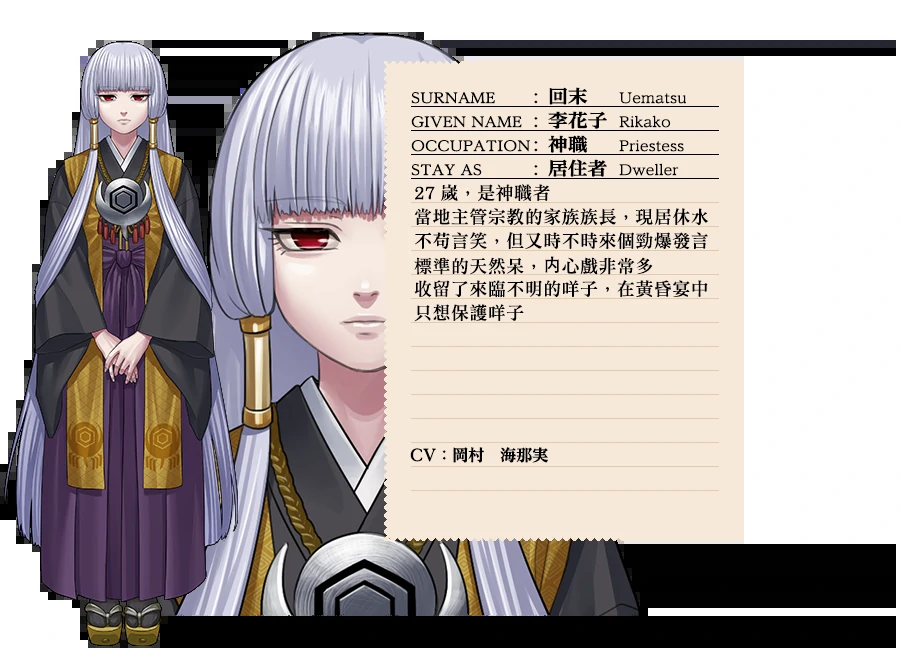 SURNAME : 回末 Uematsu
GIVEN NAME : 李花子 Rikako
OCCUPATION : 神職 Priestess
STAY AS : 居住者 Dweller
27 嵗，是神職者
當地主管宗教的家族族長，現居休水
不苟言笑，但又時不時來個勁爆發言
標準的天然呆，内心戲非常多
收留了來臨不明的咩子，在黄昏宴中
只想保護咩子
CV：岡村　海那実